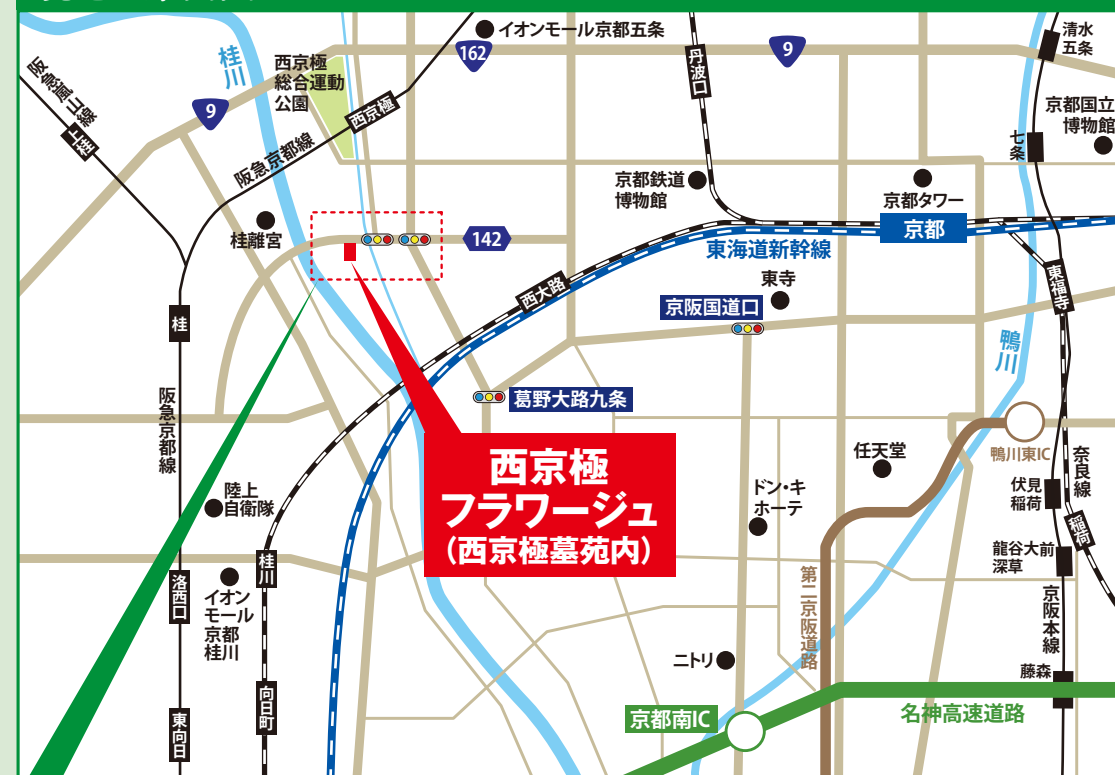 イオンモール京都五条
162
9
清水
五条
丹波口
阪急嵐山線
桂川
西京極
総合運動
公園
9
西京極
上桂
京都国立
博物館
七条
阪急京都線
京都鉄道
博物館
京都タワー
桂離宮
142
京都
東海道新幹線
東寺
東福寺
西大路
京阪国道口
桂
鴨川
葛野大路九条
阪急京都線
西京極
フラワージュ
(西京極墓苑内)
任天堂
鴨川東IC
奈良線
陸上
自衛隊
ドン・キ
ホーテ
伏見
稲荷
稲荷
龍谷大前
深草
桂川
洛西口
イオン
モール
京都
桂川
第二京阪道路
京阪本線
ニトリ
藤森
向日町
東向日
京都南IC
名神高速道路